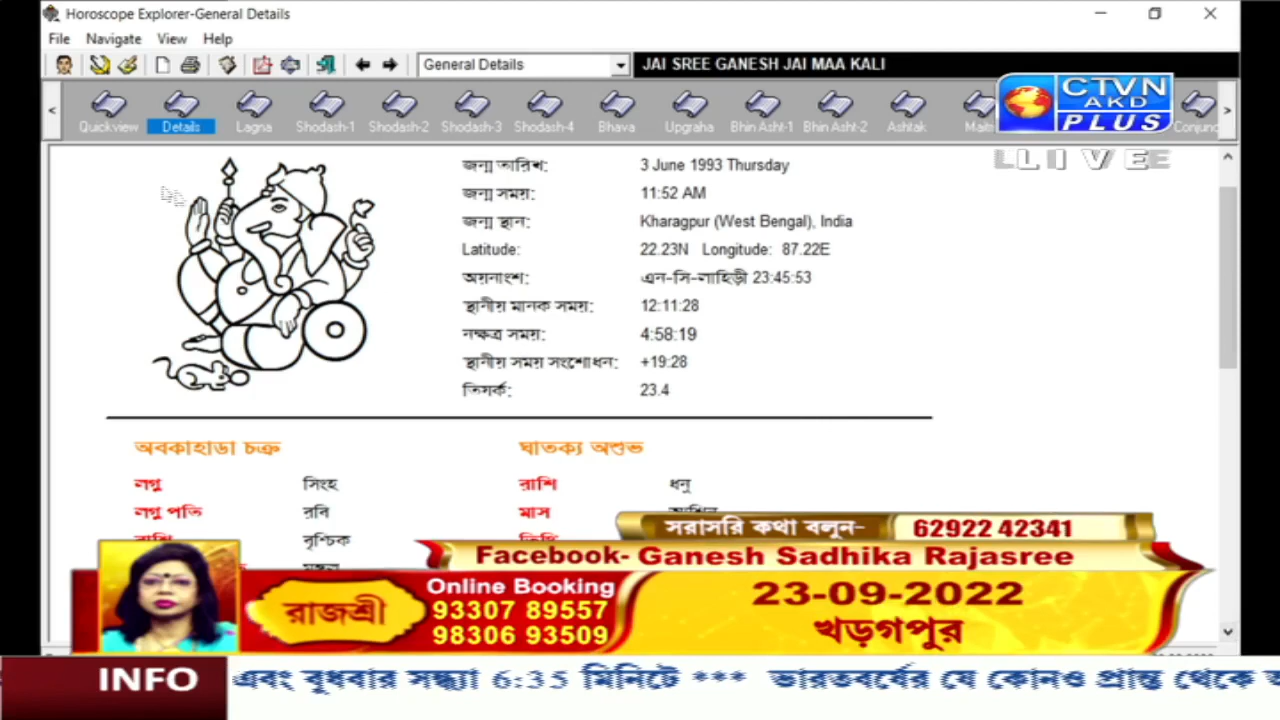 Horoscope Explorer-General Details
File Navigate View Help
General Details JAI SREE GANESH JAI MAA KALI
Quickview Details Lagna Shodash-1 Shodash-2 Shodash-3 Shodash-4 Bhava Upgraha Bhin Asht-1 Bhin Asht-2 Ashtak
CTVN
AKD
PLUS
জন্ম তারিখ: 3 June 1993 Thursday
জন্ম সময়: 11:52 AM
জন্ম স্থান: Kharagpur (West Bengal), India
Latitude: 22.23N Longitude: 87.22E
অয়নাংশ: এন-সি-লাহিড়ী 23:45:53
স্থানীয় মানক সময়: 12:11:28
নক্ষত্র সময়: 4:58:19
স্থানীয় সময় সংশোধন: +19:28
তির্সক: 23.4
অবকাহাডা চক্র ঘাতক্য অশুভ
লগ্ন সিংহ রাশি ধনু
লগ্ন পতি রবি মাস
বৃশ্চিক
সরাসরি কথা বলুন- 62922 42341
Facebook- Ganesh Sadhika Rajasree
রাজশ্রী
Online Booking
93307 89557
98306 93509
23-09-2022
খড়গপুর
INFO এবং বৃধবার সন্ধ্যা 6:35 মিনিটে *** ভারতবর্ষের যে কোনও প্রান্ত থেকে